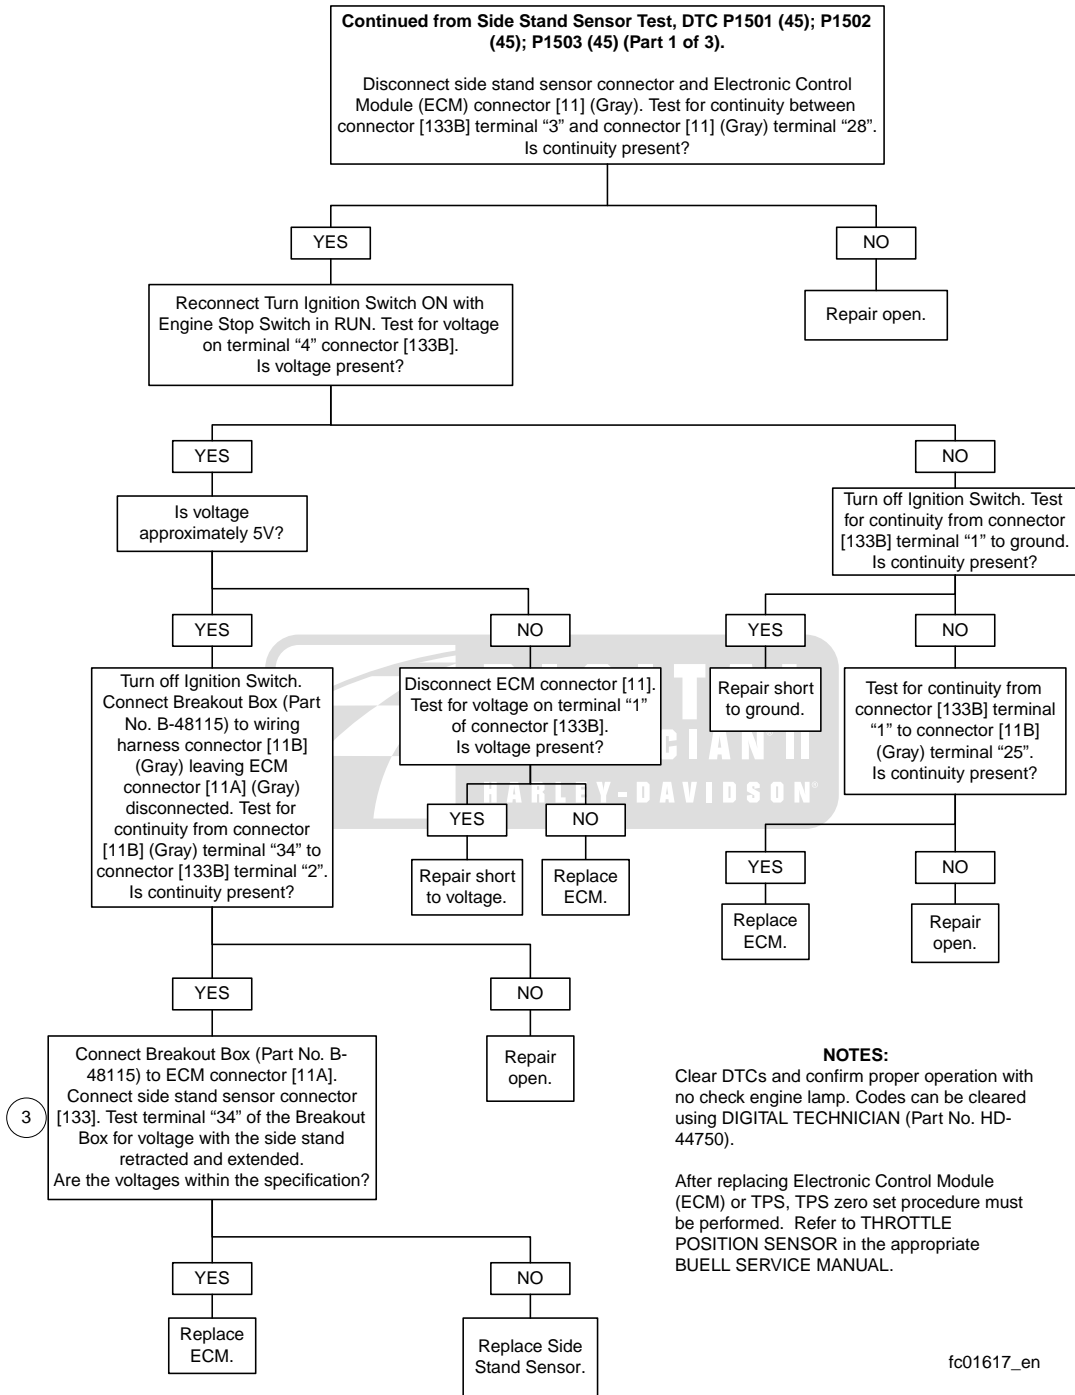 Continued from Side Stand Sensor Test, DTC P1501 (45); P1502
(45); P1503 (45) (Part 1 of 3).
Disconnect side stand sensor connector and Electronic Control
Module (ECM) connector [11] (Gray). Test for continuity between
connector [133B] terminal “3” and connector [11] (Gray) terminal “28”.
Is continuity present?
YES
NO
Reconnect Turn Ignition Switch ON with
Engine Stop Switch in RUN. Test for voltage
on terminal “4” connector [133B].
Is voltage present?
Repair open.
YES
NO
Is voltage
approximately 5V?
Turn off Ignition Switch. Test
for continuity from connector
[133B] terminal “1” to ground.
Is continuity present?
YES
NO
YES
NO
Turn off Ignition Switch.
Connect Breakout Box (Part
No. B-48115) to wiring
harness connector [11B]
(Gray) leaving ECM
connector [11A] (Gray)
disconnected. Test for
continuity from connector
[11B] (Gray) terminal “34” to
connector [133B] terminal “2”.
Is continuity present?
Disconnect ECM connector [11].
Test for voltage on terminal “1”
of connector [133B].
Is voltage present?
Repair short
to ground.
Test for continuity from
connector [133B] terminal
“1” to connector [11B]
(Gray) terminal “25”.
Is continuity present?
HARLEY-DAVIDSON
YES
NO
YES
NO
Repair short
to voltage.
Replace
ECM.
Replace
ECM.
Repair
open.
YES
NO
Connect Breakout Box (Part No. B-
48115) to ECM connector [11A].
Connect side stand sensor connector
[133]. Test terminal “34” of the Breakout
Box for voltage with the side stand
retracted and extended.
Are the voltages within the specification?
3
Repair
open.
NOTES:
Clear DTCs and confirm proper operation with
no check engine lamp. Codes can be cleared
using DIGITAL TECHNICIAN (Part No. HD-
44750).
After replacing Electronic Control Module
(ECM) or TPS, TPS zero set procedure must
be performed.  Refer to THROTTLE
POSITION SENSOR in the appropriate
BUELL SERVICE MANUAL.
YES
NO
Replace
ECM.
Replace Side
Stand Sensor.
fc01617_en